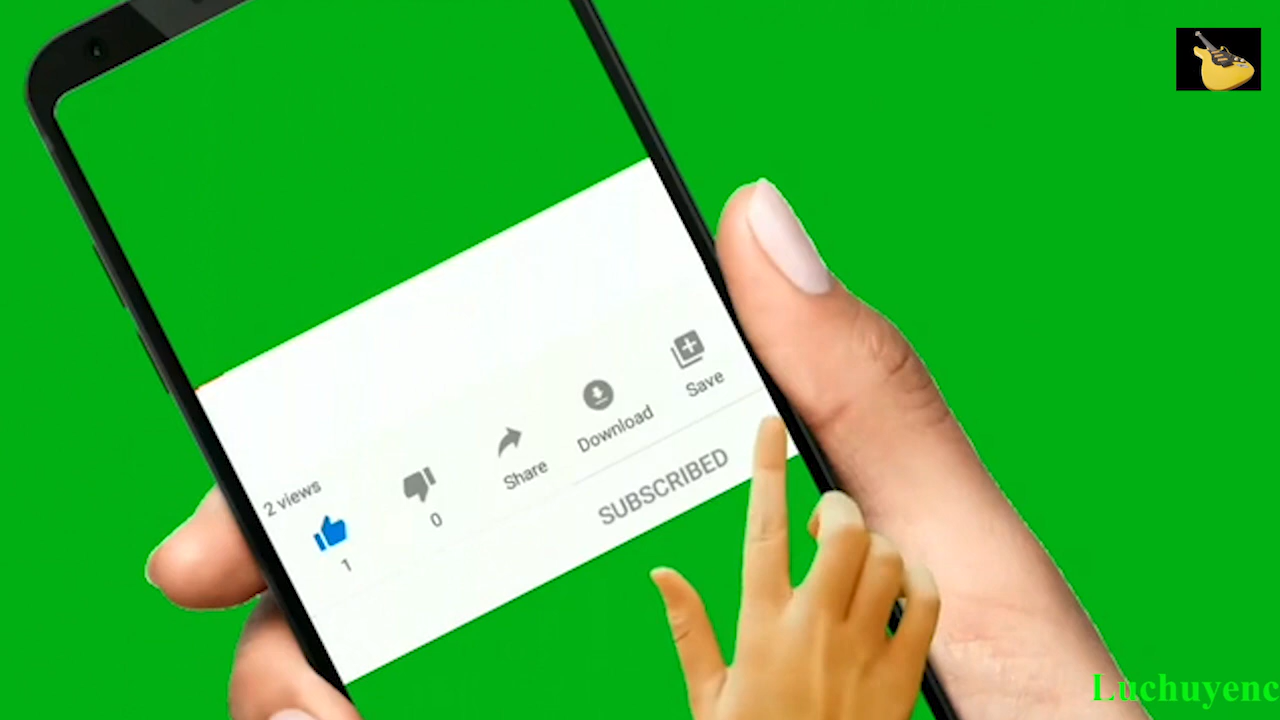 2 views
1
0
Share
Download
Save
SUBSCRIBED
Luchuyenc